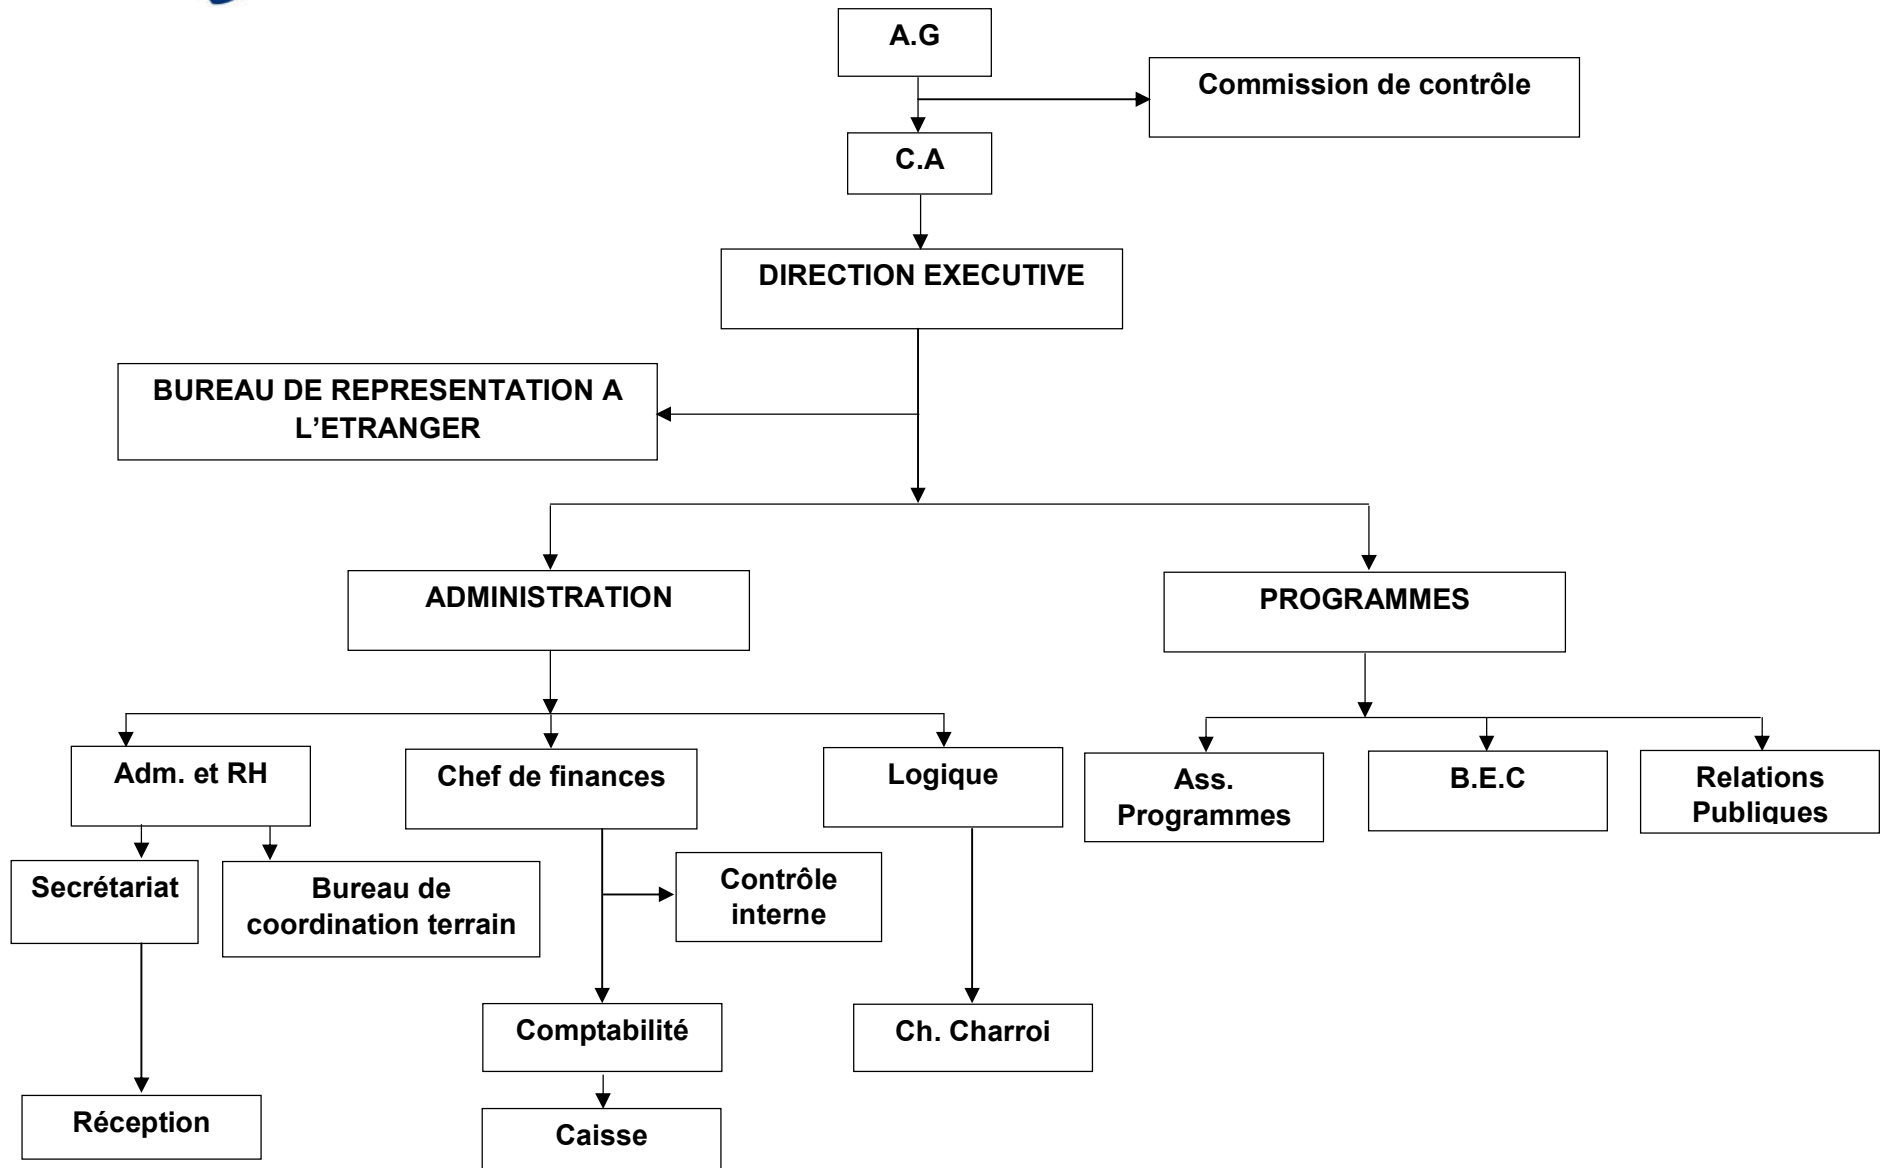 A.G
Commission de contrôle
C.A
DIRECTION EXECUTIVE
BUREAU DE REPRESENTATION A
L’ETRANGER
ADMINISTRATION
PROGRAMMES
Adm. et RH
Chef de finances
Logique
Ass.
Programmes
B.E.C
Relations
Publiques
Secrétariat
Bureau de
coordination terrain
Contrôle
interne
Comptabilité
Ch. Charroi
Réception
Caisse